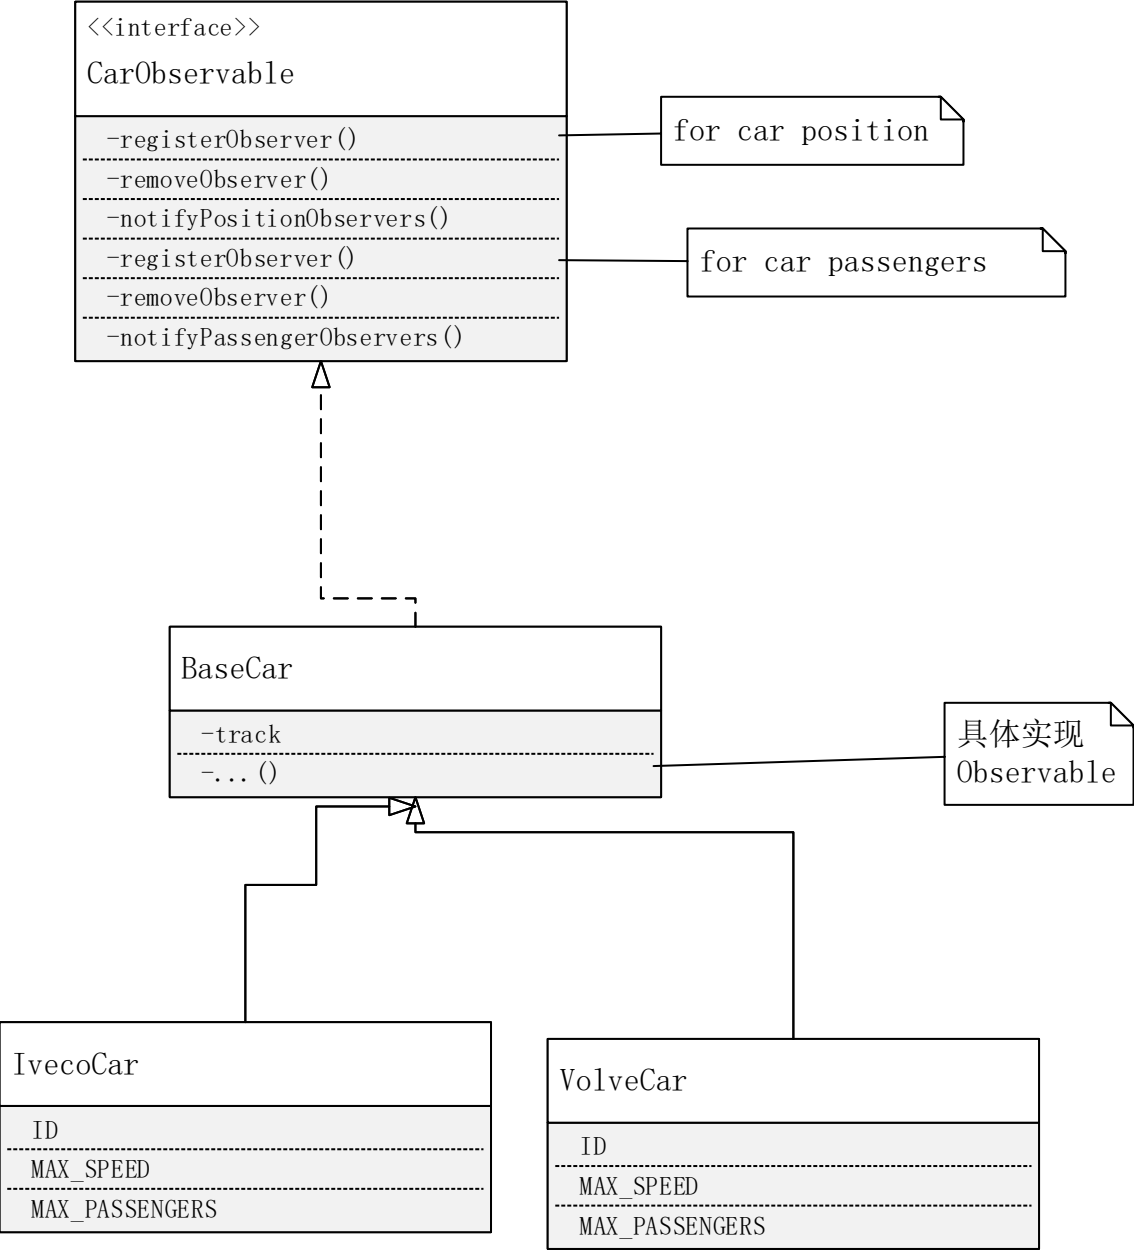 <<interface>>
CarObservable
-registerObserver()
for car position
-removeObserver()
-notifyPositionObservers()
-registerObserver()
for car passengers
-removeObserver()
-notifyPassengerObservers()
BaseCar
-track
-...()
具体实现
Observable
IvecoCar
ID
MAX_SPEED
MAX_PASSENGERS
VolveCar
ID
MAX_SPEED
MAX_PASSENGERS